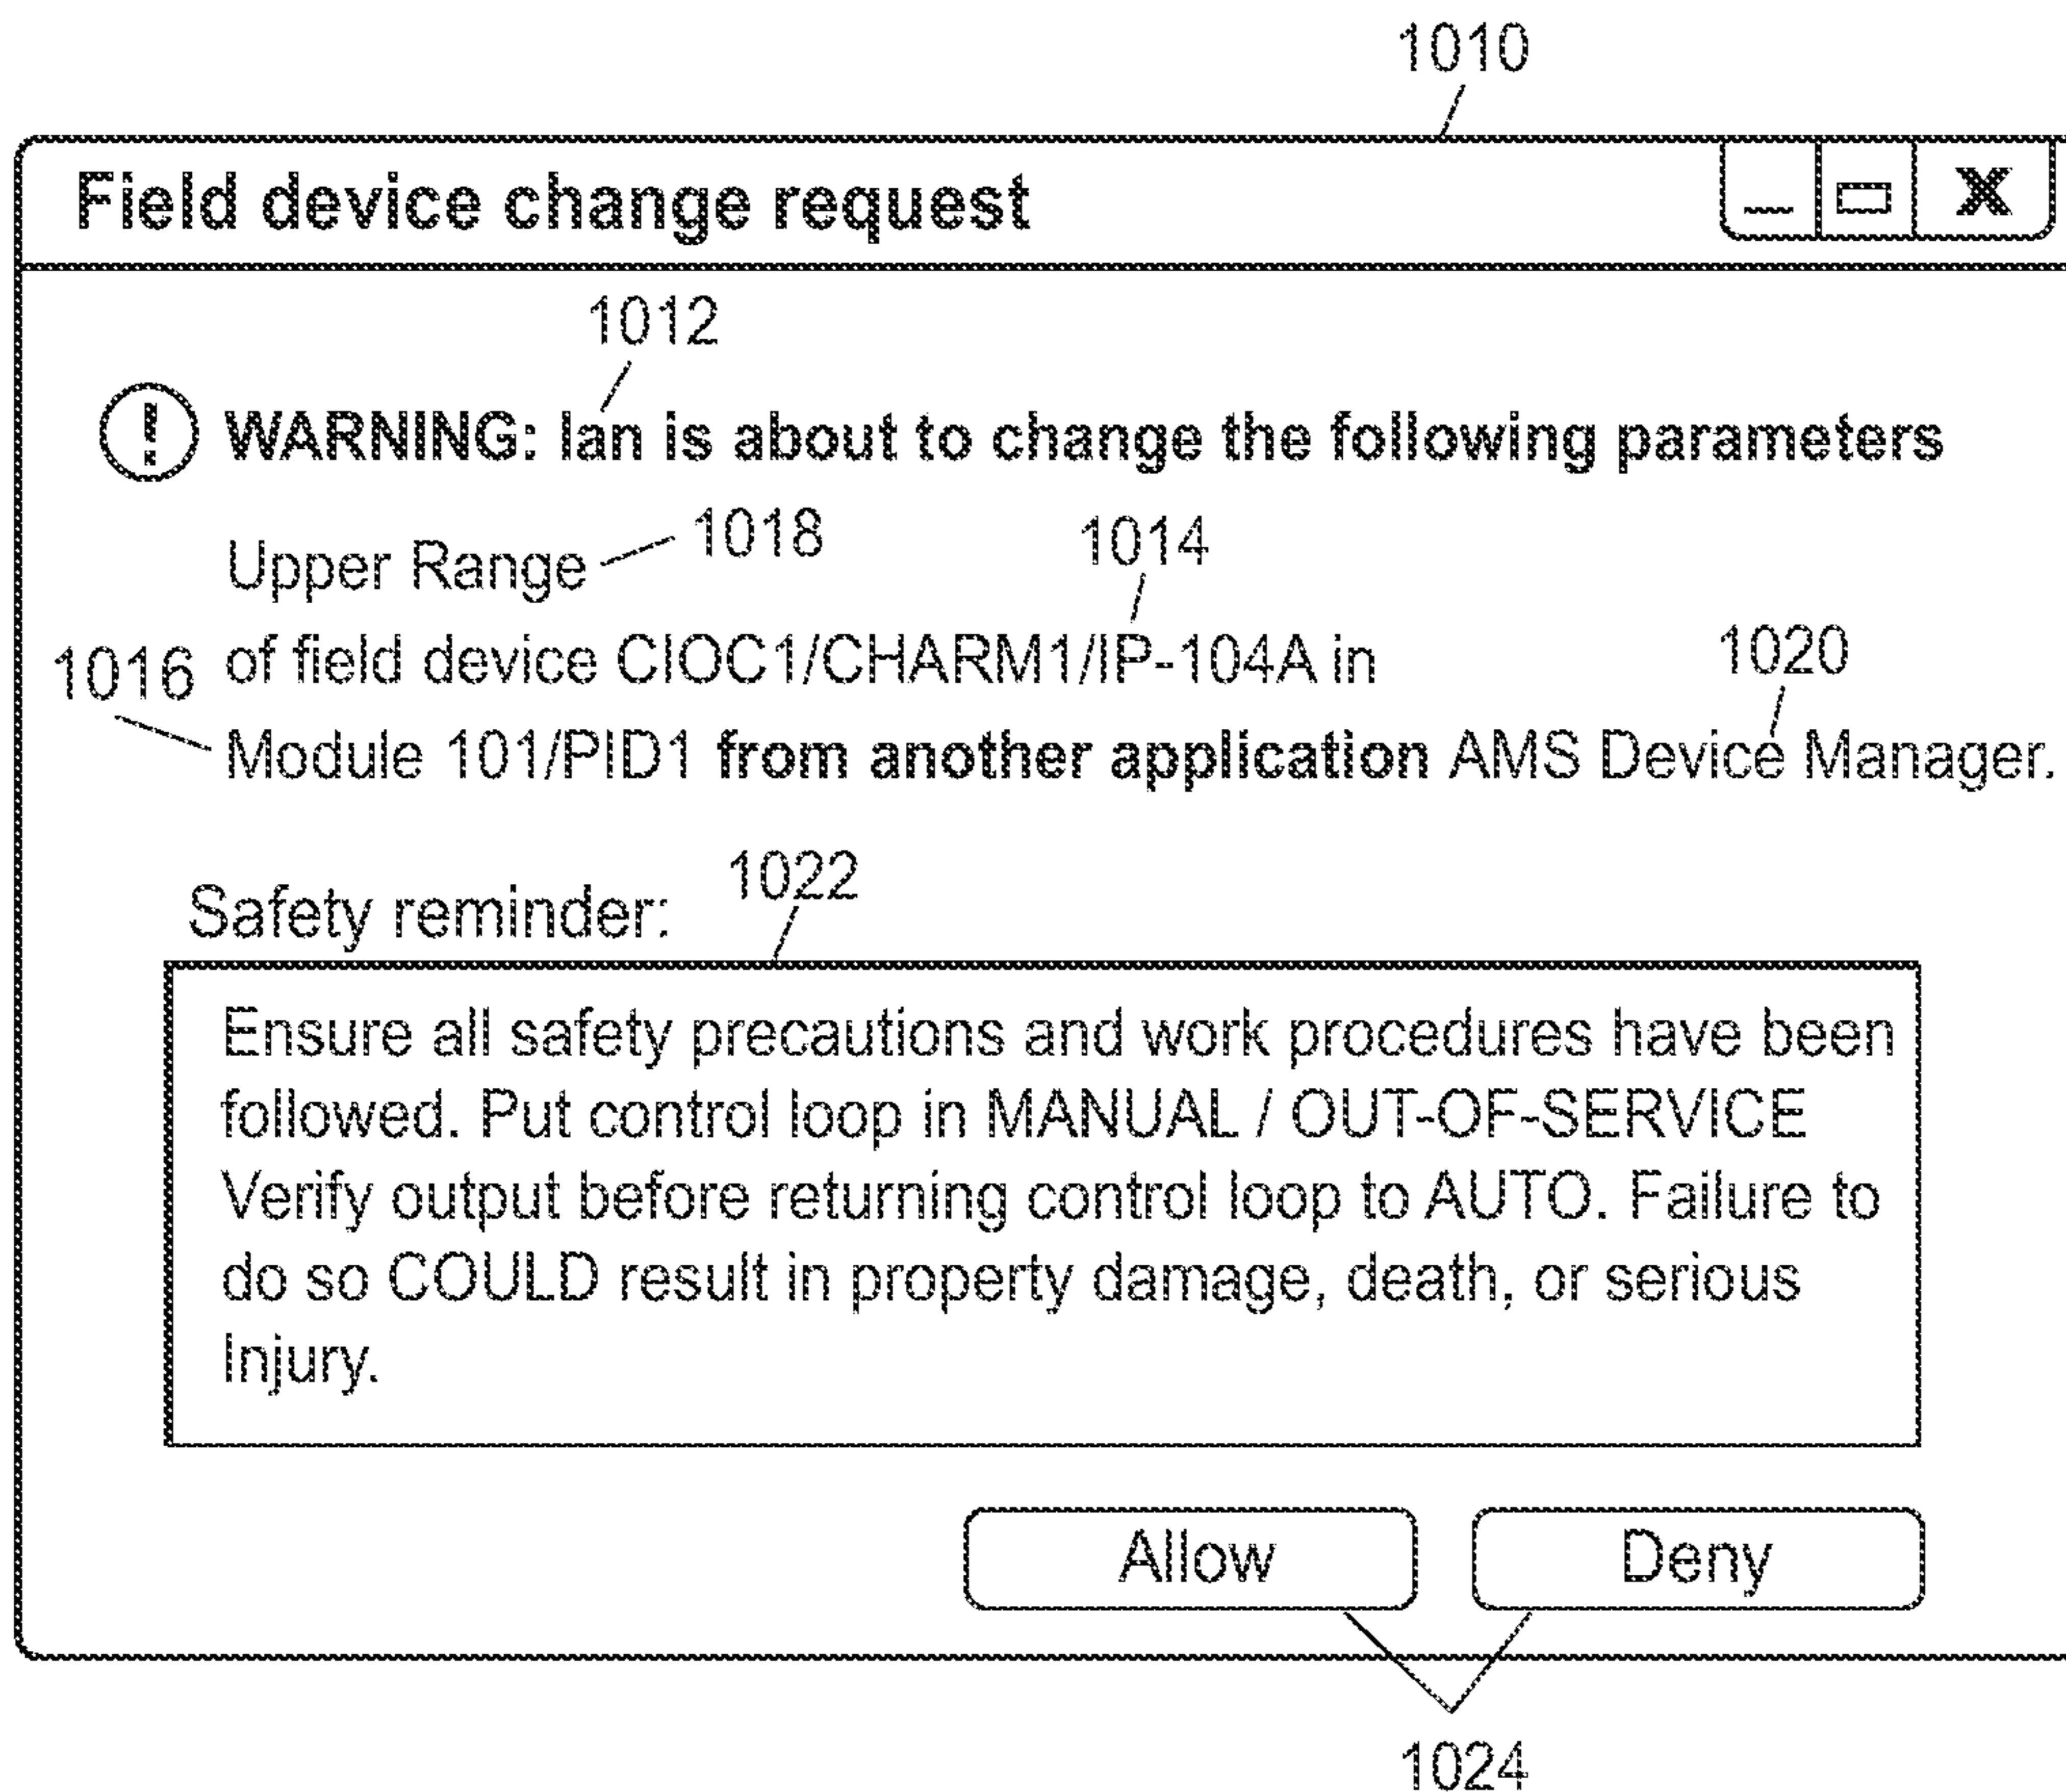 1010
Field device change request
1012
! WARNING: Ian is about to change the following parameters
Upper Range 1018 1014
1016 of field device CIOC1/CHARM1/IP-104A in 1020
Module 101/PID1 from another application AMS Device Manager.
Safety reminder: 1022
Ensure all safety precautions and work procedures have been
followed. Put control loop in MANUAL / OUT-OF-SERVICE
Verify output before returning control loop to AUTO. Failure to
do so COULD result in property damage, death, or serious
Injury.
Allow Deny
1024